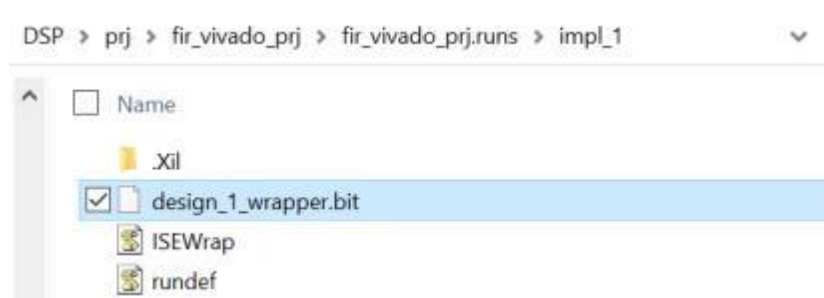 DSP > prj > fir_vivado_prj > fir_vivado_prj.runs > impl_1
Name
.Xil
design_1_wrapper.bit
ISEWrap
rundef